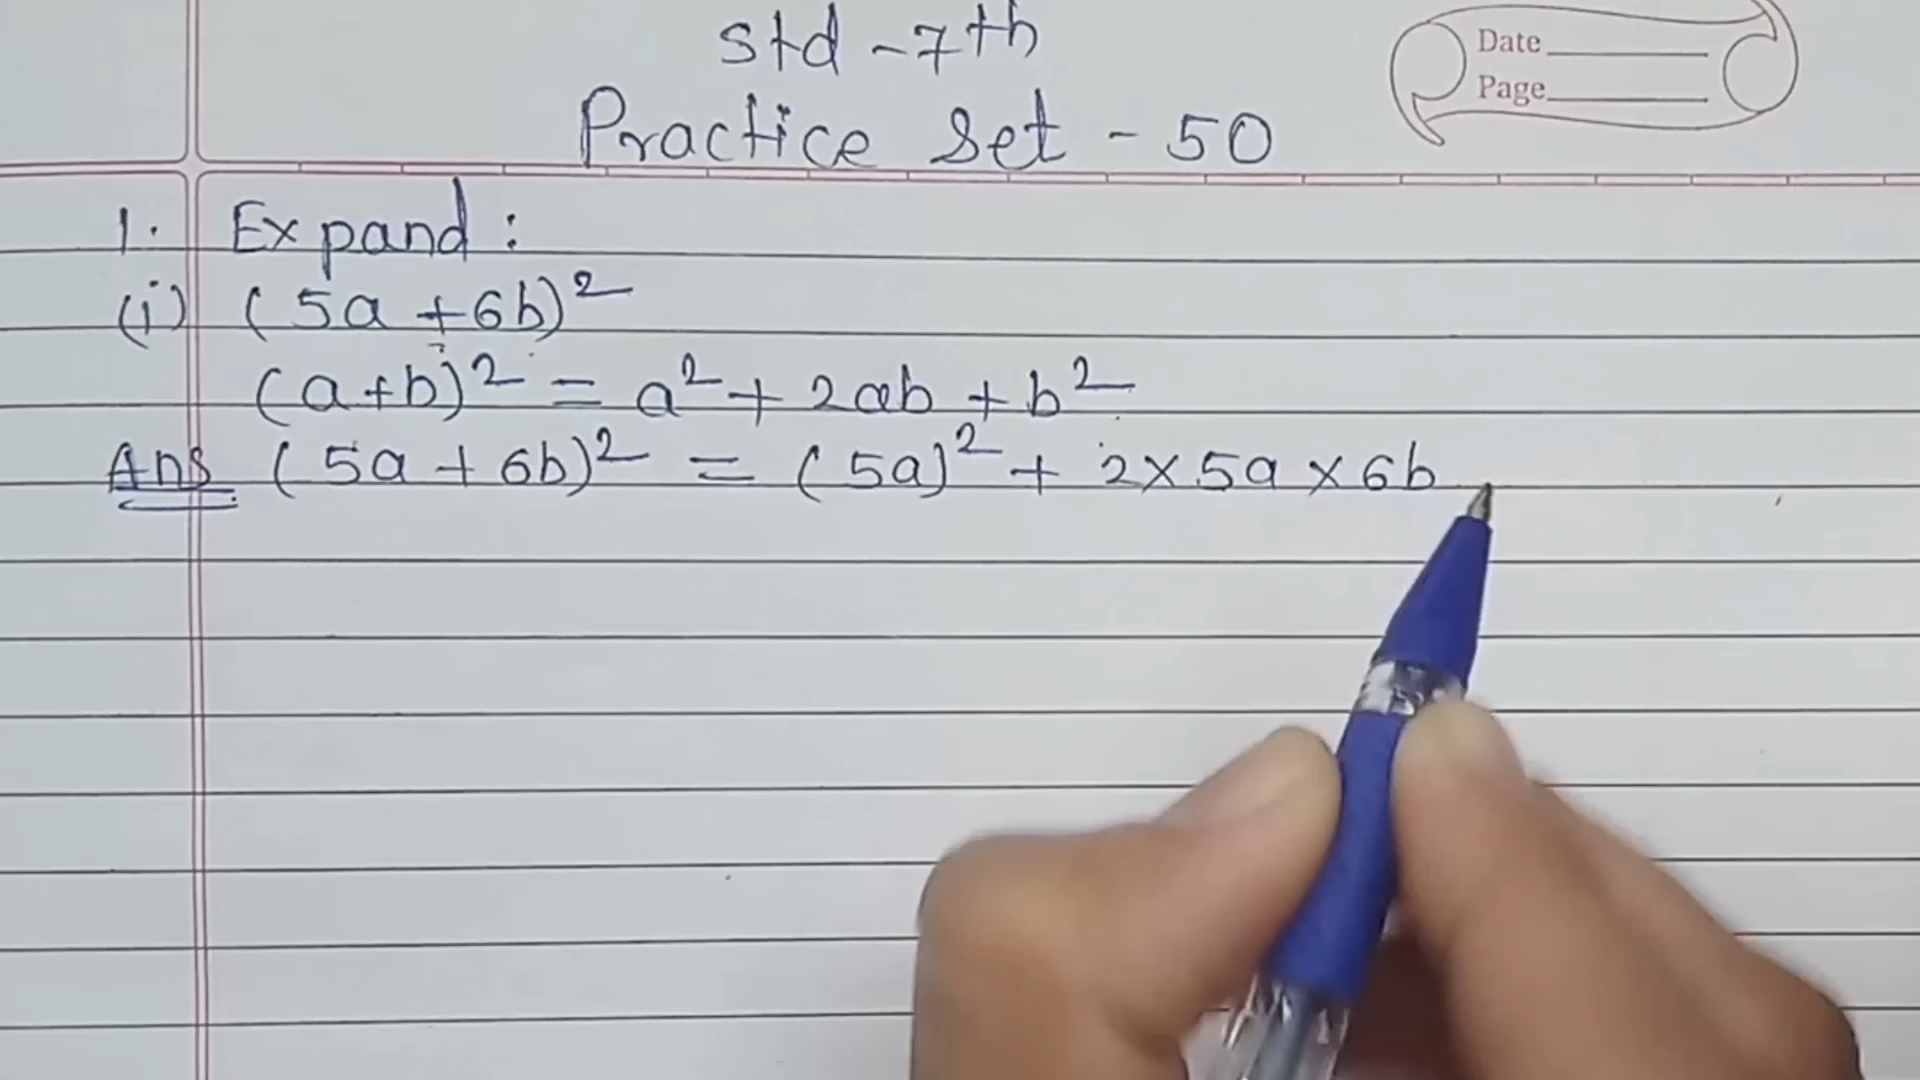 std - 7th
Date
Page
Practice Set - 50
1. Expand :
(i) (5a + 6b)²
(a+b)² = a² + 2ab + b²
Ans (5a + 6b)² = (5a)² + 2 × 5a × 6b